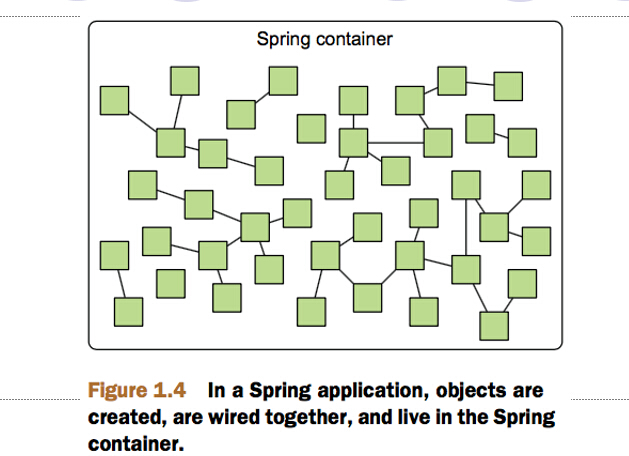 Spring container
Figure 1.4 In a Spring application, objects are
created, are wired together, and live in the Spring
container.